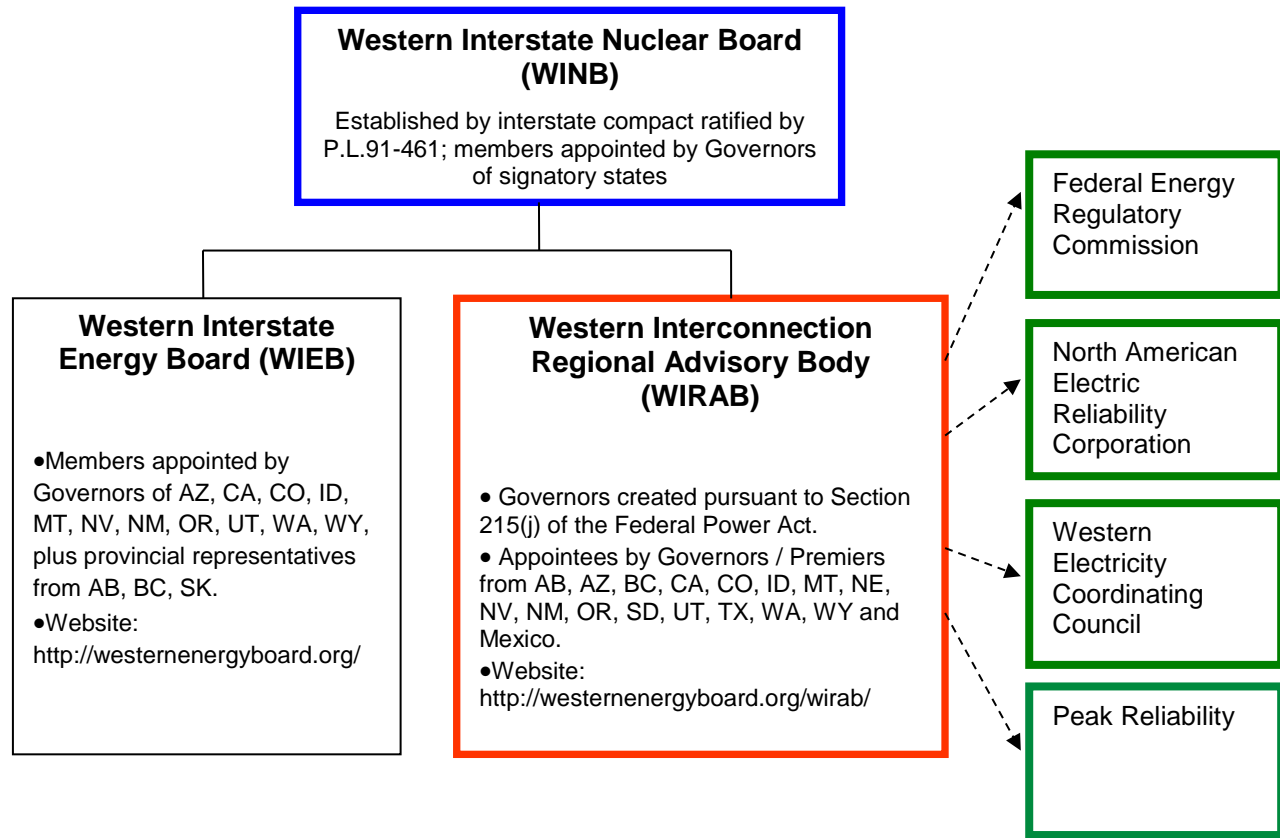 Western Interstate Nuclear Board
(WINB)
Established by interstate compact ratified by
P.L.91-461; members appointed by Governors
of signatory states
Western Interstate
Energy Board (WIEB)
•Members appointed by
Governors of AZ, CA, CO, ID,
MT, NV, NM, OR, UT, WA, WY,
plus provincial representatives
from AB, BC, SK.
•Website:
http://westernenergyboard.org/
Western Interconnection
Regional Advisory Body
(WIRAB)
• Governors created pursuant to Section
215(j) of the Federal Power Act.
• Appointees by Governors / Premiers
from AB, AZ, BC, CA, CO, ID, MT, NE,
NV, NM, OR, SD, UT, TX, WA, WY and
Mexico.
•Website:
http://westernenergyboard.org/wirab/
Federal Energy
Regulatory
Commission
North American
Electric
Reliability
Corporation
Western
Electricity
Coordinating
Council
Peak Reliability